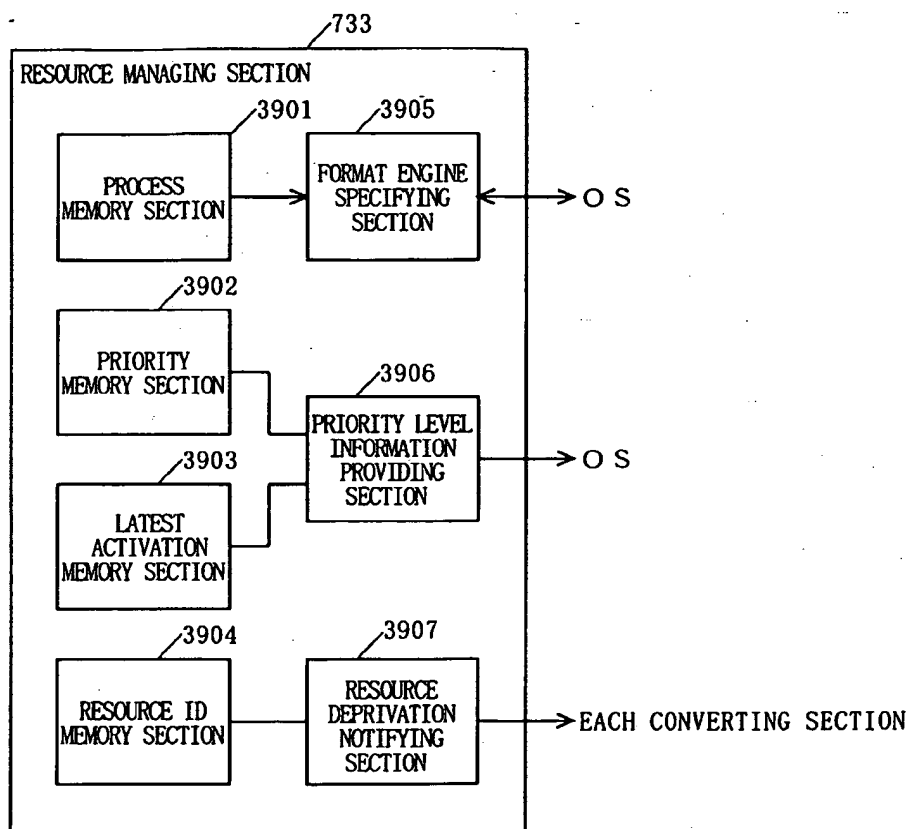 733
RESOURCE MANAGING SECTION
3901
3905
PROCESS
MEMORY SECTION
FORMAT ENGINE
SPECIFYING
SECTION
OS
3902
PRIORITY
MEMORY SECTION
3906
PRIORITY LEVEL
INFORMATION
PROVIDING
SECTION
OS
3903
LATEST
ACTIVATION
MEMORY SECTION
3904
3907
RESOURCE ID
MEMORY SECTION
RESOURCE
DEPRIVATION
NOTIFYING
SECTION
EACH CONVERTING SECTION